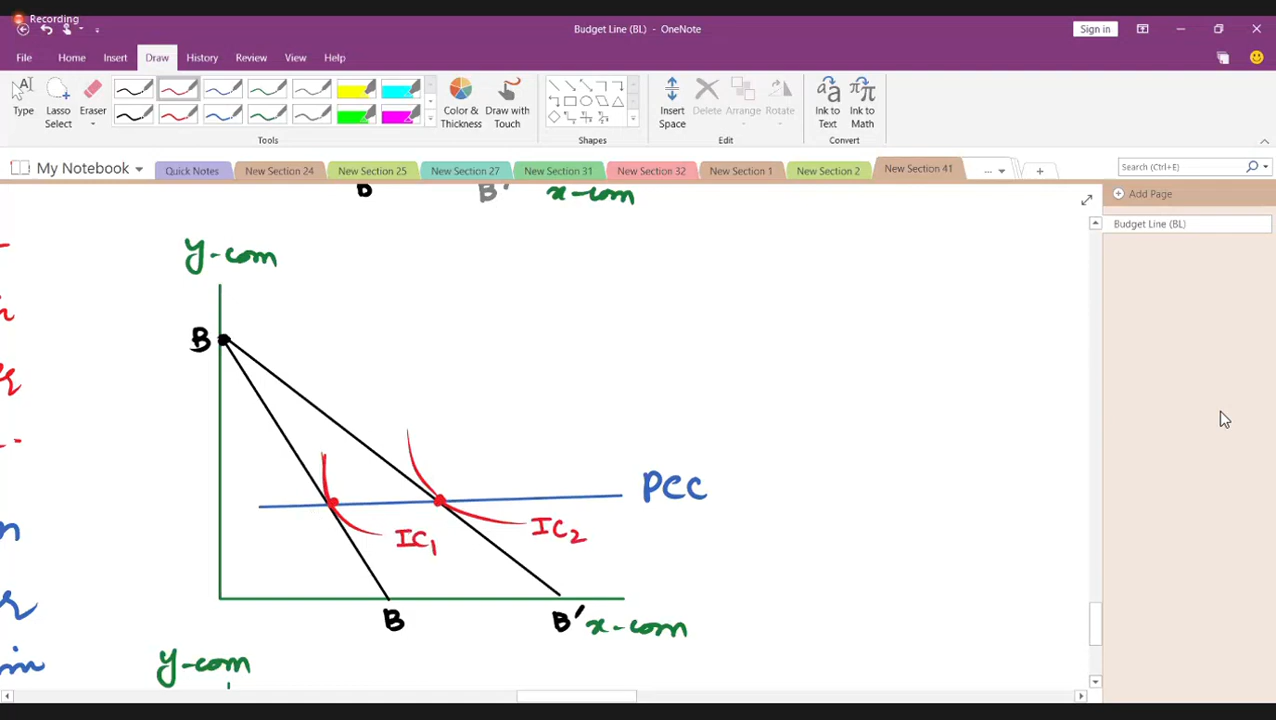 Recording
Budget Line (BL) - OneNote
Sign in
File Home Insert Draw History Review View Help
Type
Lasso Select
Eraser
Color & Thickness
Draw with Touch
Insert Space
Delete
Arrange
Rotate
Ink to Text
Ink to Math
Tools
Shapes
Edit
Convert
My Notebook
Quick Notes
New Section 24
New Section 25
New Section 27
New Section 31
New Section 32
New Section 1
New Section 2
New Section 41
...
Search (Ctrl+E)
Add Page
Budget Line (BL)
B B' x-com
y-com
B
PCC
IC1
IC2
B
B' x-com
y-com